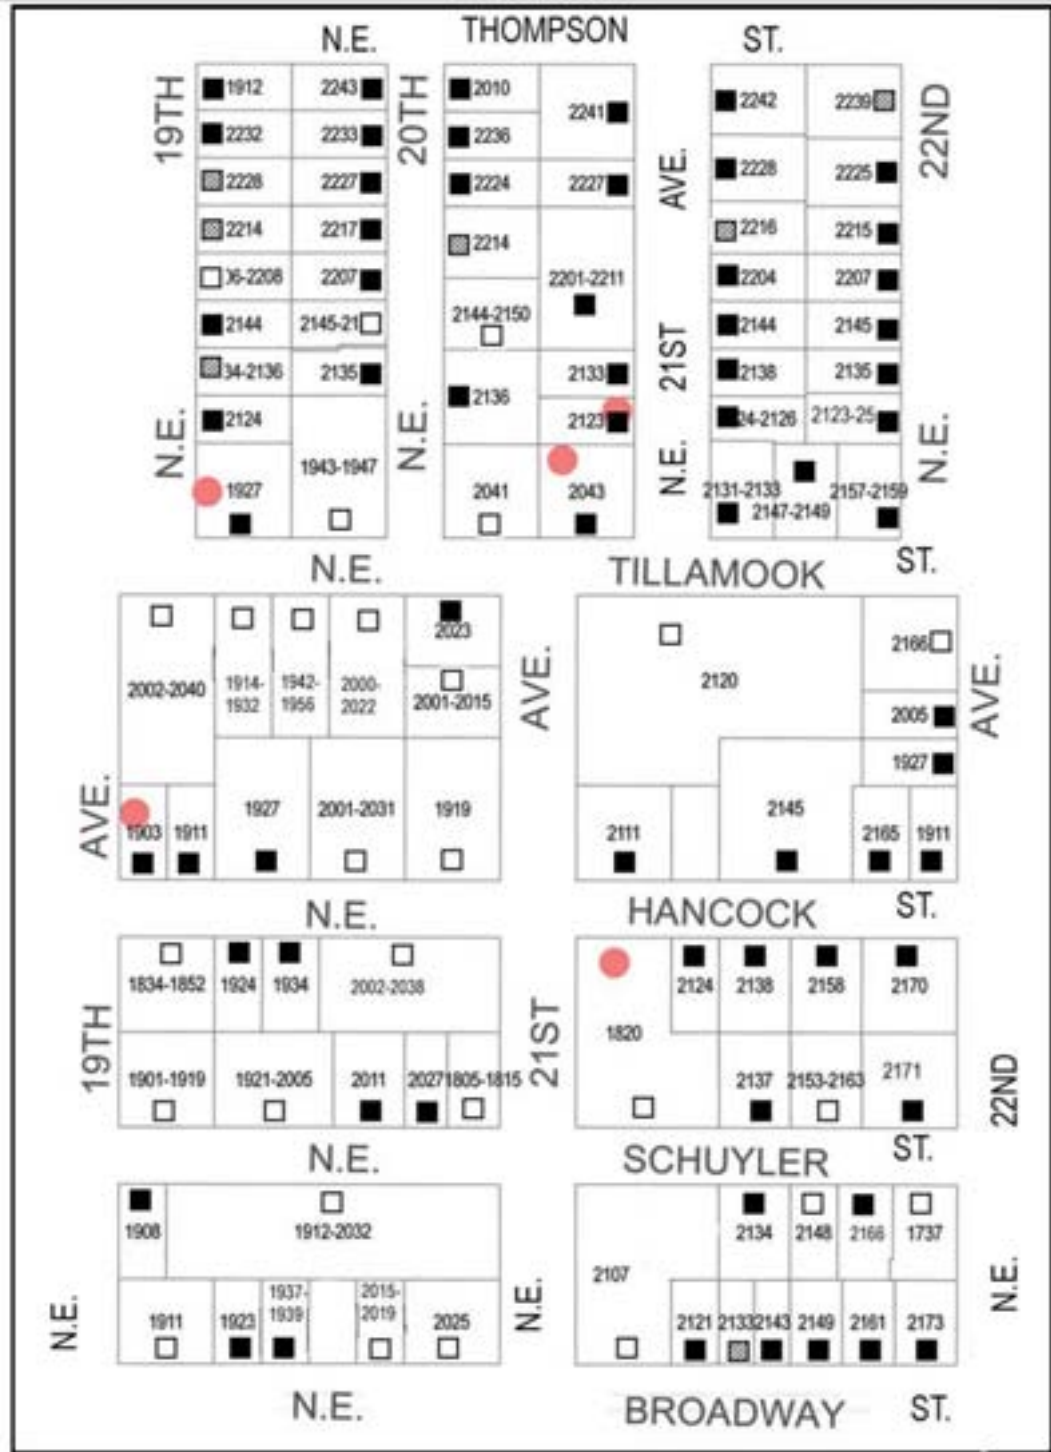 N.E. THOMPSON ST.
19TH
20TH
22ND
1912 2243 2010 2241 2242 2239
2232 2233 2236
AVE.
2228 2227 2224 2227 2228 2225
2214 2217 2214 2216 2215
)6-2208 2207 2201-2211 2204 2207
2144 2145-21 2144-2150 2144 2145
21ST
34-2136 2135 2136 2133 2138 2135
2124 2123 24-2126 2123-25
N.E.
N.E.
N.E.
N.E.
1927 1943-1947 2041 2043 2131-2133 2147-2149 2157-2159
N.E. TILLAMOOK ST.
2023 2166
2002-2040 1914-
1932 1942-
1956 2000-
2022 2001-2015 2120
AVE.
AVE.
2005
1927
AVE.
1903 1911 1927 2001-2031 1919 2111 2145 2165 1911
N.E. HANCOCK ST.
1834-1852 1924 1934 2002-2038 2124 2138 2158 2170
1820
19TH
21ST
22ND
1901-1919 1921-2005 2011 2027 1805-1815 2137 2153-2163 2171
N.E. SCHUYLER ST.
1908 1912-2032 2134 2148 2166 1737
2107
N.E.
N.E.
N.E.
1911 1923 1937-
1939 2015-
2019 2025 2121 2133 2143 2149 2161 2173
N.E. BROADWAY ST.